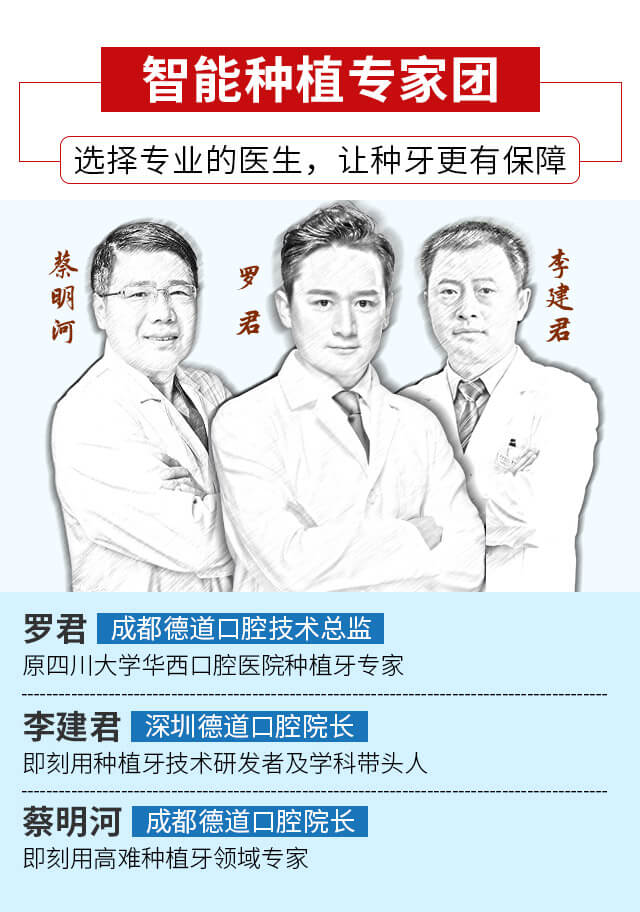 智能种植专家团
选择专业的医生，让种牙更有保障
蔡明河
罗君
李建君
罗君 成都德道口腔技术总监
原四川大学华西口腔医院种植牙专家
李建君 深圳德道口腔院长
即刻用种植牙技术研发者及学科带头人
蔡明河 成都德道口腔院长
即刻用高难种植牙领域专家